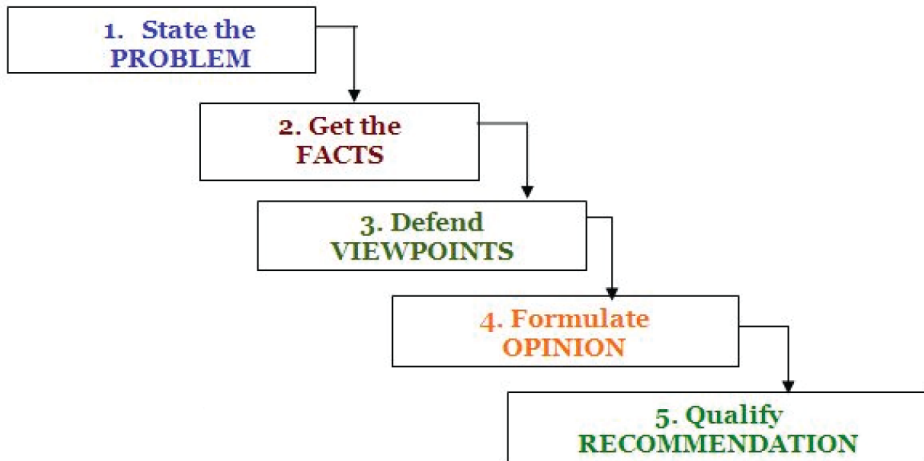 1. State the
PROBLEM
2. Get the
FACTS
3. Defend
VIEWPOINTS
4. Formulate
OPINION
5. Qualify
RECOMMENDATION